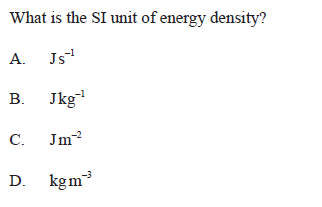 What is the SI unit of energy density?
A. J s⁻¹
B. J kg⁻¹
C. J m⁻²
D. kg m⁻³